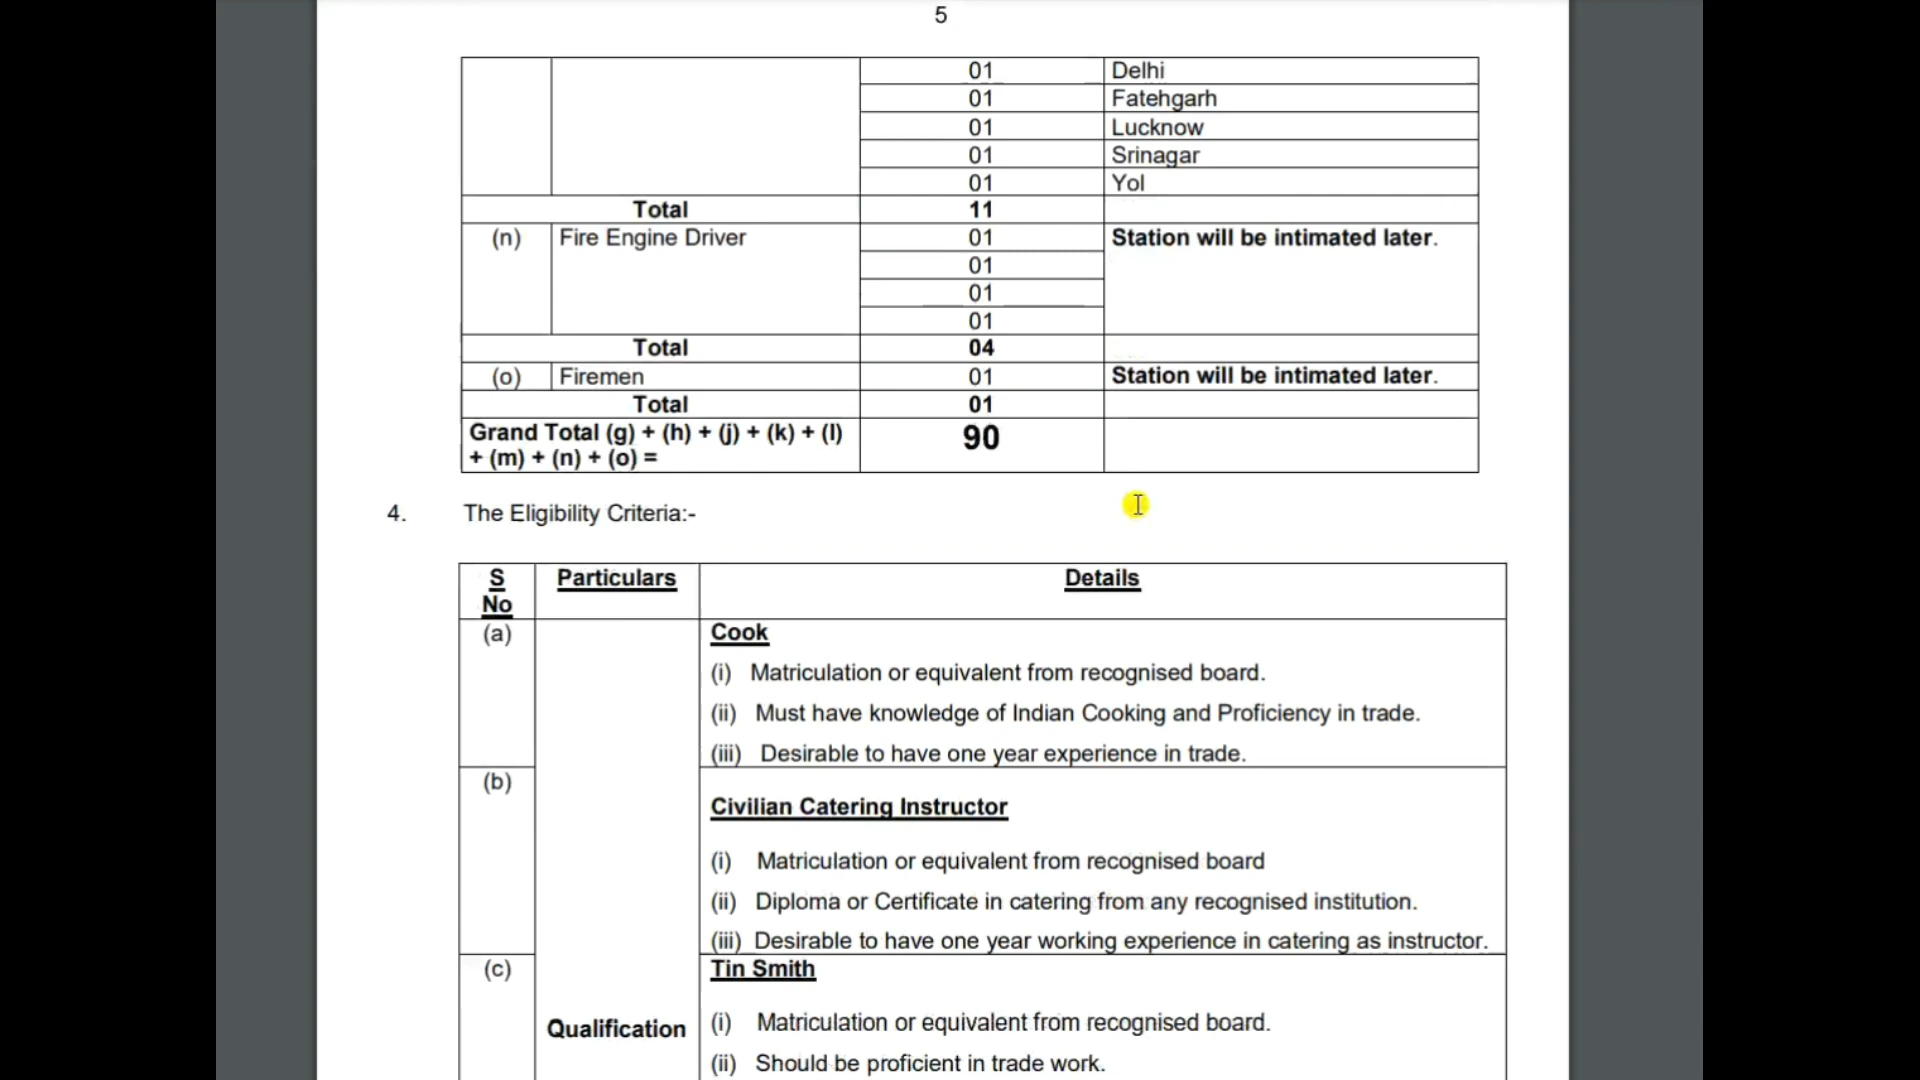 5
01 Delhi
01 Fatehgarh
01 Lucknow
01 Srinagar
01 Yol
Total 11
(n) Fire Engine Driver 01 Station will be intimated later.
01
01
01
Total 04
(o) Firemen 01 Station will be intimated later.
Total 01
Grand Total (g) + (h) + (j) + (k) + (l) 90
+ (m) + (n) + (o) =
4. The Eligibility Criteria:-
S Particulars Details
No
(a) Cook
(i) Matriculation or equivalent from recognised board.
(ii) Must have knowledge of Indian Cooking and Proficiency in trade.
(iii) Desirable to have one year experience in trade.
(b)
Civilian Catering Instructor
(i) Matriculation or equivalent from recognised board
(ii) Diploma or Certificate in catering from any recognised institution.
(iii) Desirable to have one year working experience in catering as instructor.
(c) Tin Smith
Qualification (i) Matriculation or equivalent from recognised board.
(ii) Should be proficient in trade work.